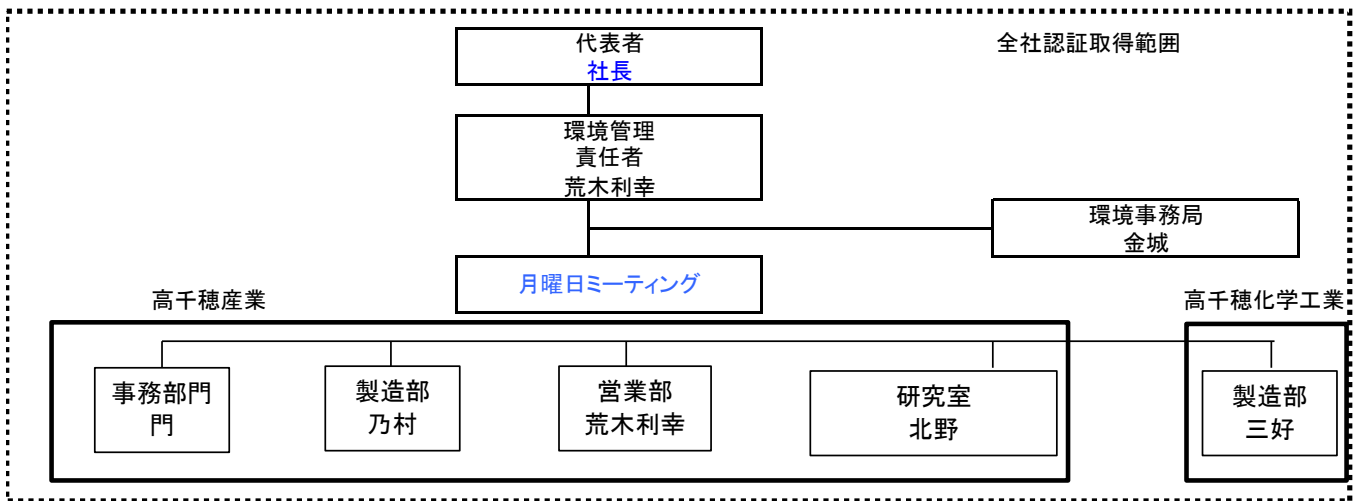 代表者
社長
全社認証取得範囲
環境管理
責任者
荒木利幸
環境事務局
金城
月曜日ミーティング
高千穂産業
高千穂化学工業
事務部門
門
製造部
乃村
営業部
荒木利幸
研究室
北野
製造部
三好